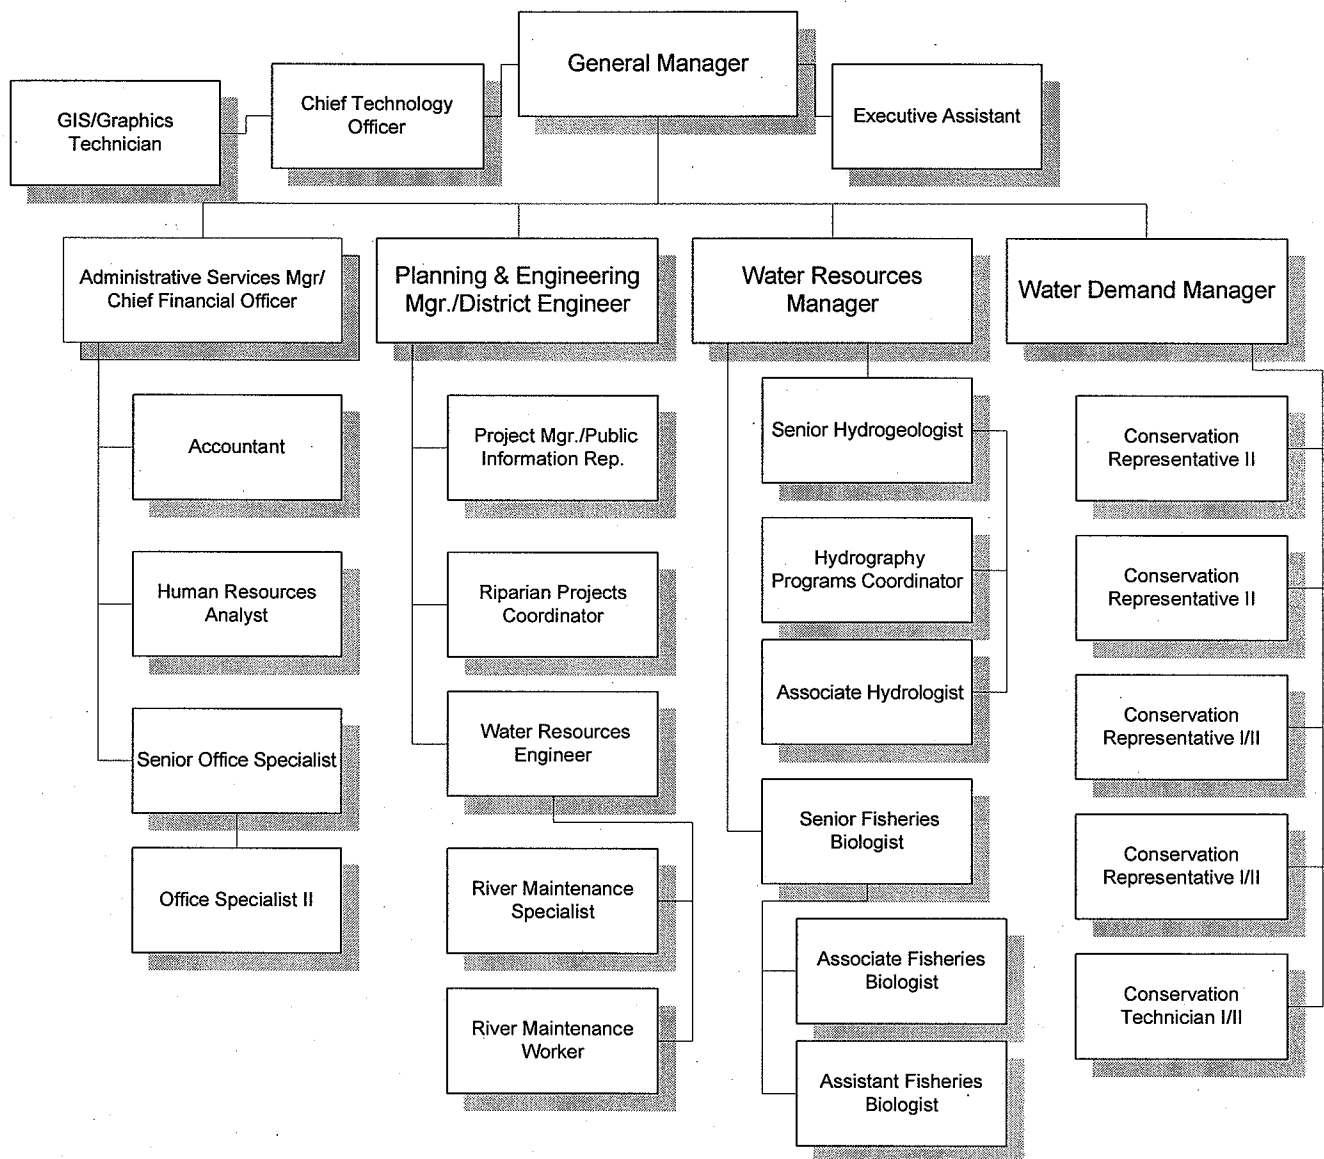 General Manager
Chief Technology
Officer
GIS/Graphics
Technician
Executive Assistant
Administrative Services Mgr/
Chief Financial Officer
Planning & Engineering
Mgr./District Engineer
Water Resources
Manager
Water Demand Manager
Accountant
Human Resources
Analyst
Senior Office Specialist
Office Specialist II
Project Mgr./Public
Information Rep.
Riparian Projects
Coordinator
Water Resources
Engineer
River Maintenance
Specialist
River Maintenance
Worker
Senior Hydrogeologist
Hydrography
Programs Coordinator
Associate Hydrologist
Senior Fisheries
Biologist
Associate Fisheries
Biologist
Assistant Fisheries
Biologist
Conservation
Representative II
Conservation
Representative II
Conservation
Representative I/II
Conservation
Representative I/II
Conservation
Technician I/II